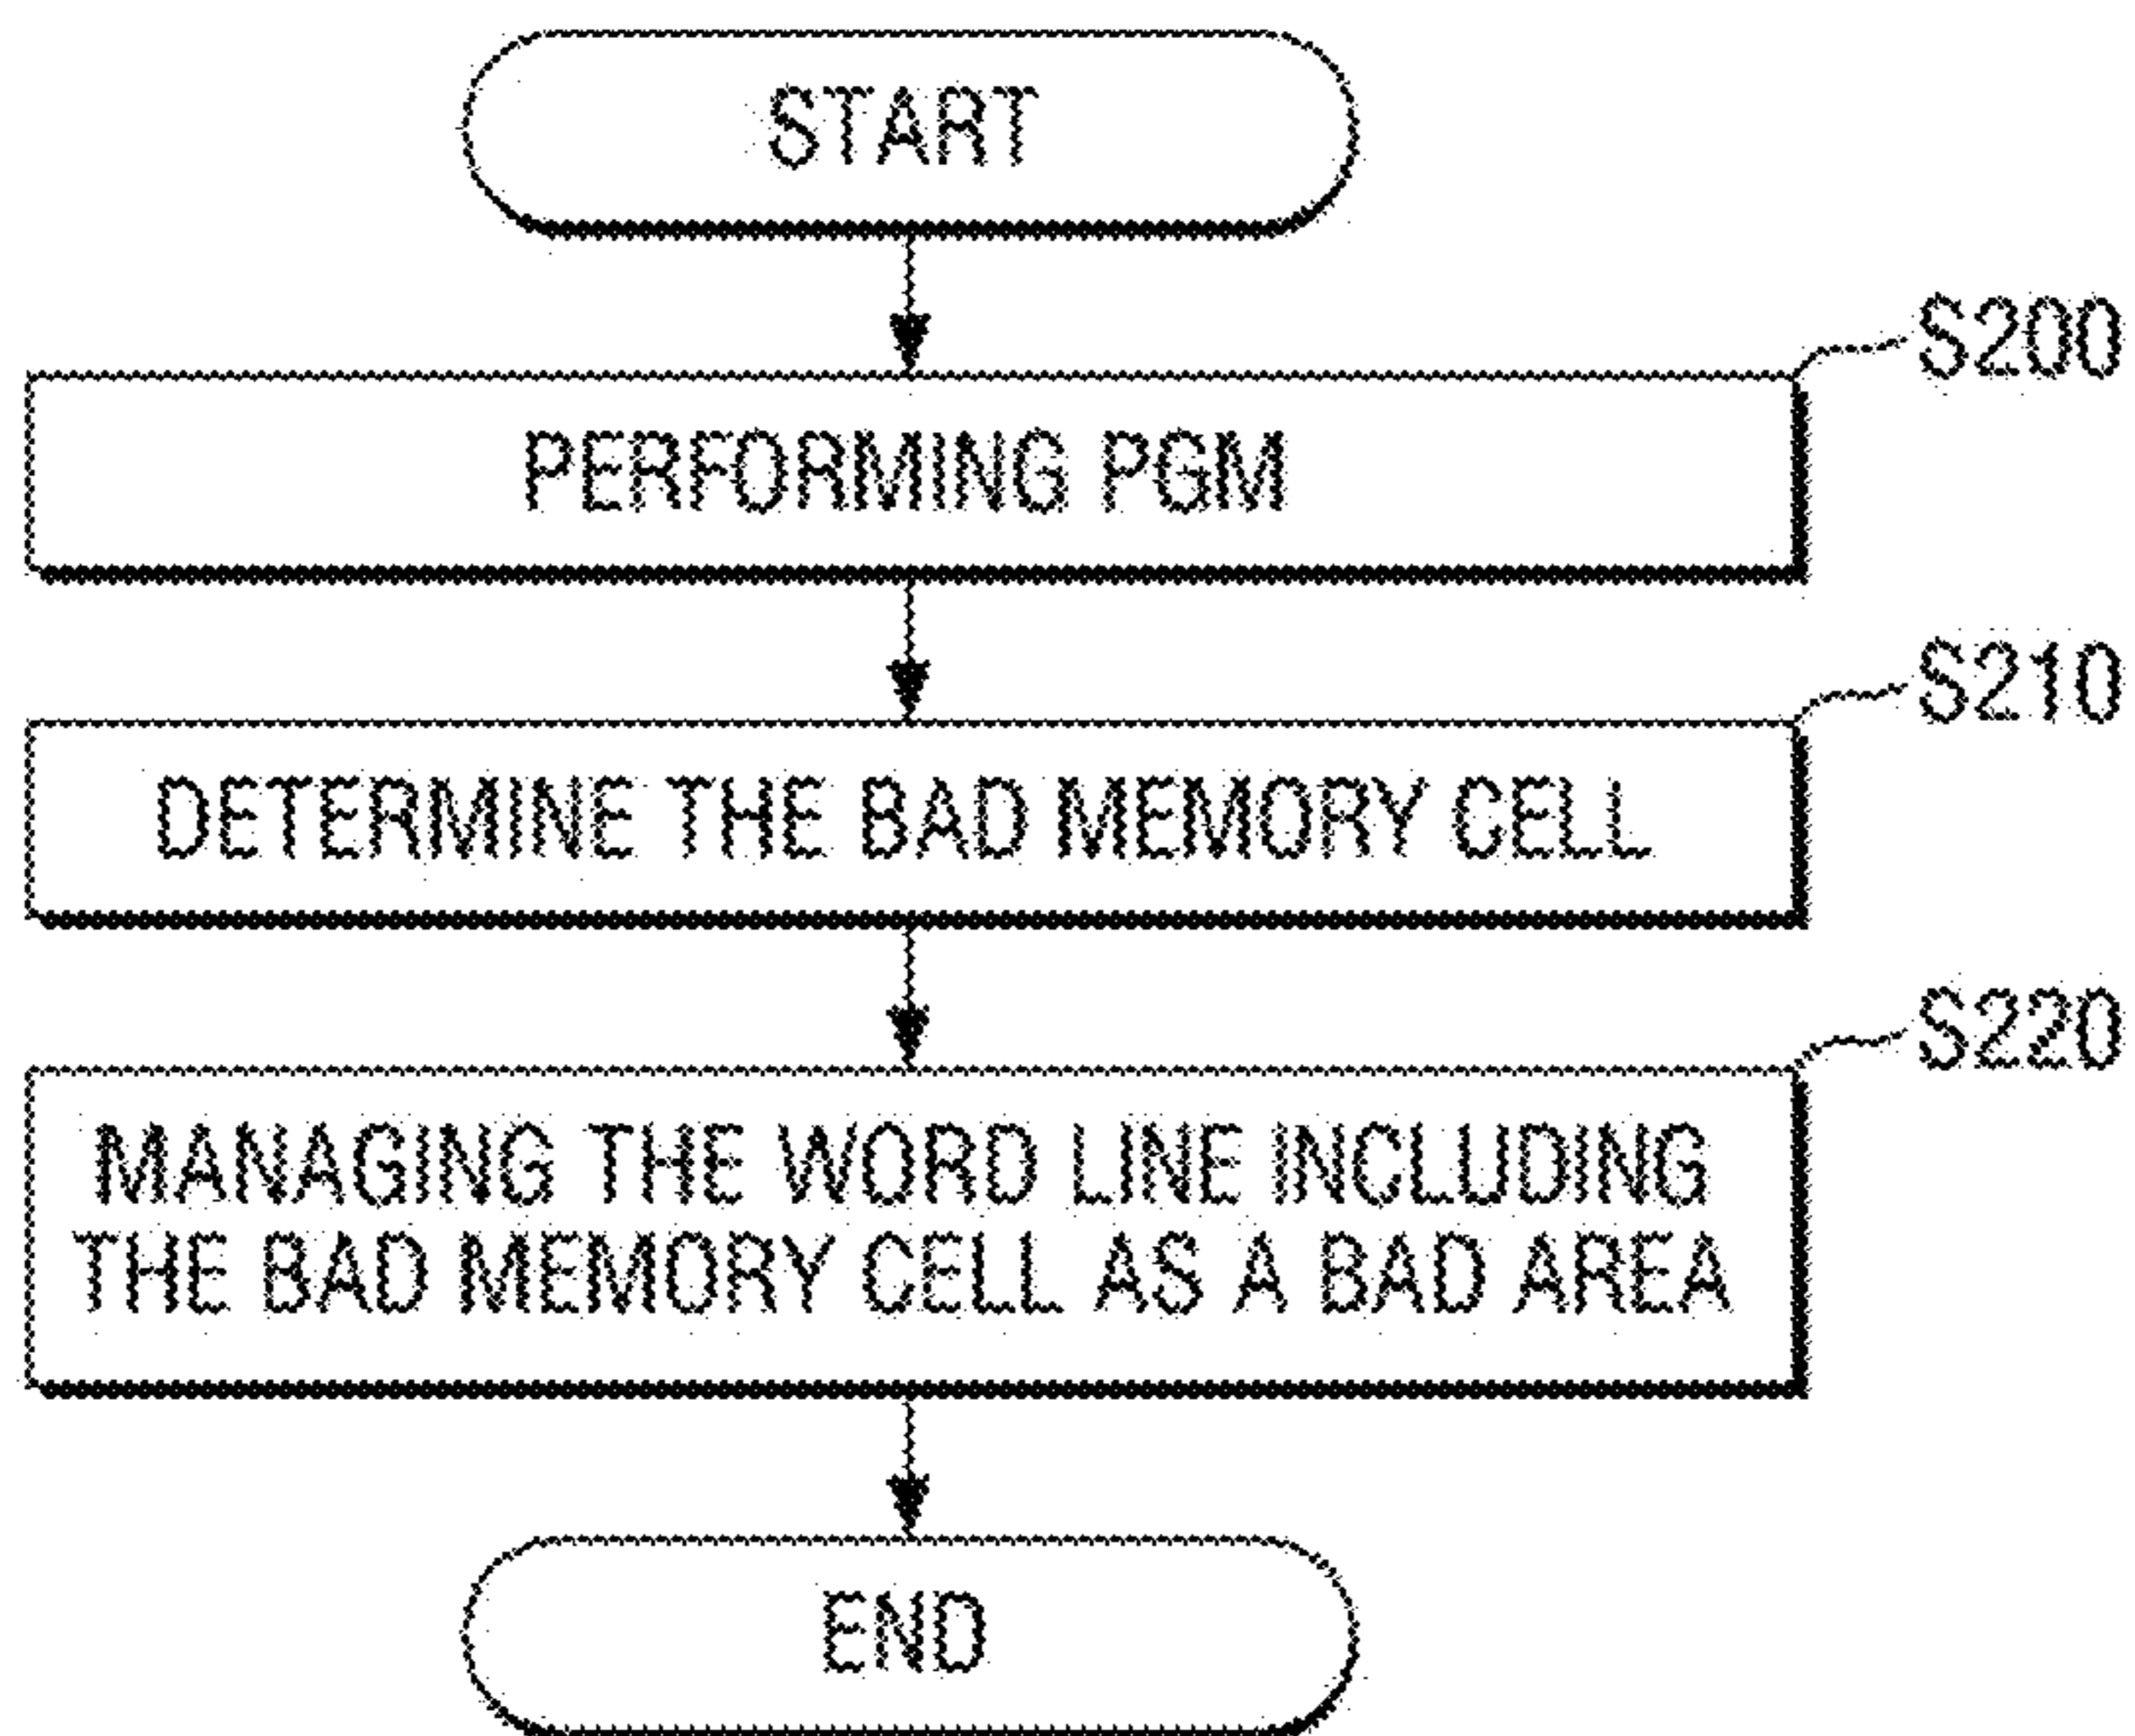 START
S200
PERFORMING PGM
S210
DETERMINE THE BAD MEMORY CELL
S220
MANAGING THE WORD LINE INCLUDING
THE BAD MEMORY CELL AS A BAD AREA
END